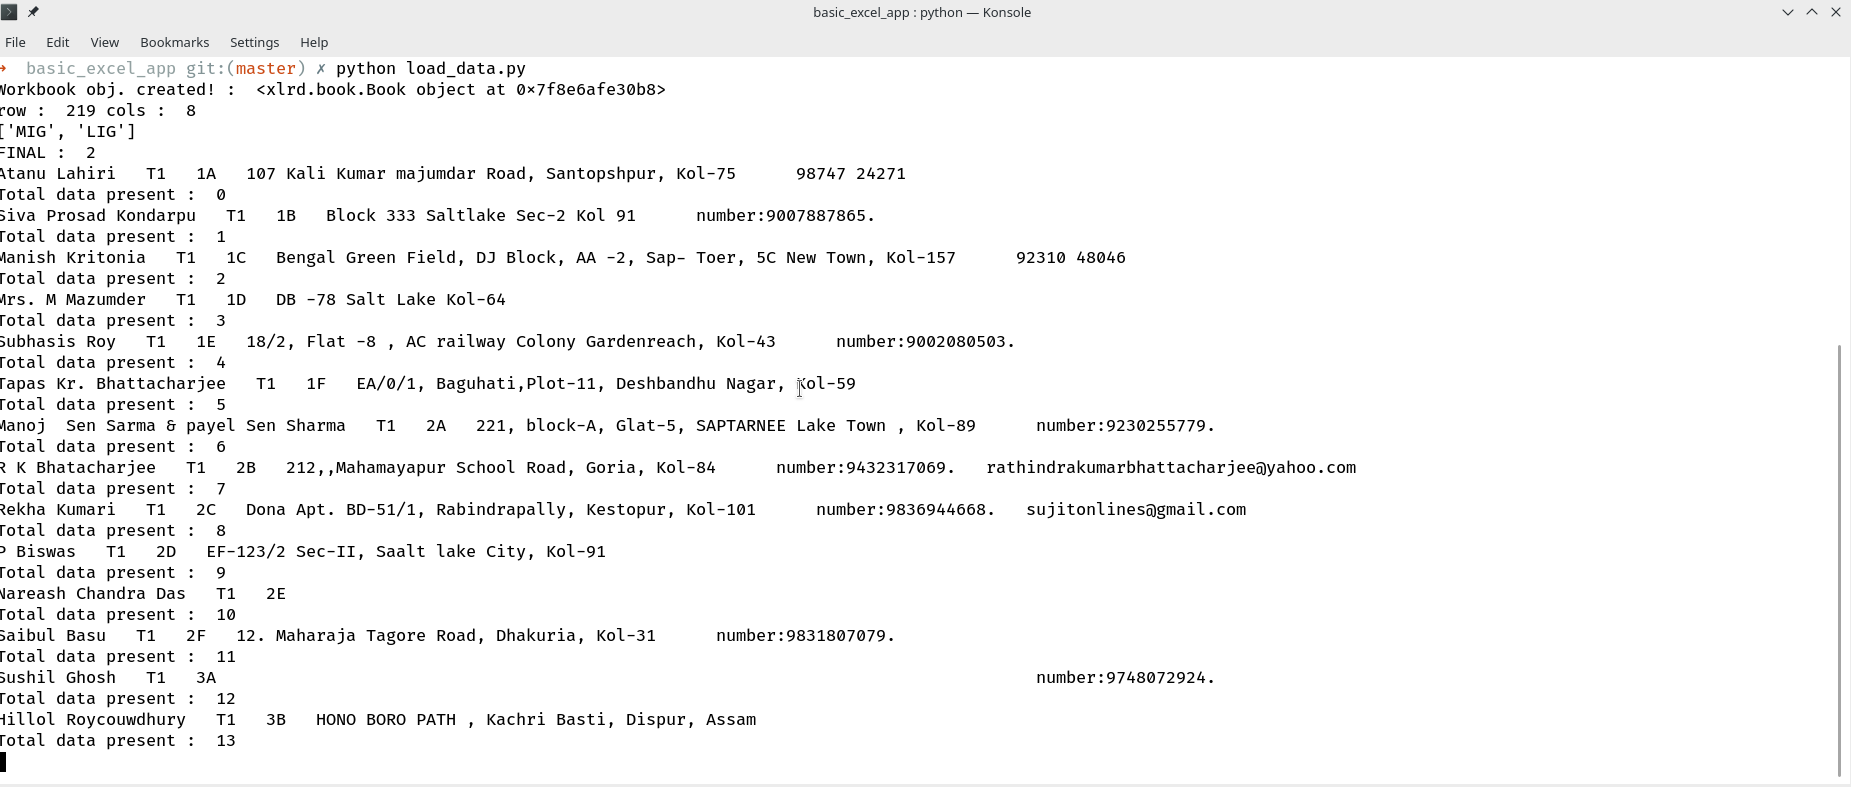 basic_excel_app : python — Konsole
File Edit View Bookmarks Settings Help
➜ basic_excel_app git:(master) ✗ python load_data.py
Workbook obj. created! : <xlrd.book.Book object at 0×7f8e6afe30b8>
row : 219 cols : 8
['MIG', 'LIG']
FINAL : 2
Atanu Lahiri T1 1A 107 Kali Kumar majumdar Road, Santopshpur, Kol-75 98747 24271
Total data present : 0
Siva Prosad Kondarpu T1 1B Block 333 Saltlake Sec-2 Kol 91 number:9007887865.
Total data present : 1
Manish Kritonia T1 1C Bengal Green Field, DJ Block, AA -2, Sap- Toer, 5C New Town, Kol-157 92310 48046
Total data present : 2
Mrs. M Mazumder T1 1D DB -78 Salt Lake Kol-64
Total data present : 3
Subhasis Roy T1 1E 18/2, Flat -8 , AC railway Colony Gardenreach, Kol-43 number:9002080503.
Total data present : 4
Tapas Kr. Bhattacharjee T1 1F EA/0/1, Baguhati,Plot-11, Deshbandhu Nagar, Kol-59
Total data present : 5
Manoj Sen Sarma & payel Sen Sharma T1 2A 221, block-A, Glat-5, SAPTARNEE Lake Town , Kol-89 number:9230255779.
Total data present : 6
R K Bhatacharjee T1 2B 212,,Mahamayapur School Road, Goria, Kol-84 number:9432317069. rathindrakumarbhattacharjee@yahoo.com
Total data present : 7
Rekha Kumari T1 2C Dona Apt. BD-51/1, Rabindrapally, Kestopur, Kol-101 number:9836944668. sujitonlines@gmail.com
Total data present : 8
P Biswas T1 2D EF-123/2 Sec-II, Saalt lake City, Kol-91
Total data present : 9
Nareash Chandra Das T1 2E
Total data present : 10
Saibul Basu T1 2F 12. Maharaja Tagore Road, Dhakuria, Kol-31 number:9831807079.
Total data present : 11
Sushil Ghosh T1 3A number:9748072924.
Total data present : 12
Hillol Roycouwdhury T1 3B HONO BORO PATH , Kachri Basti, Dispur, Assam
Total data present : 13